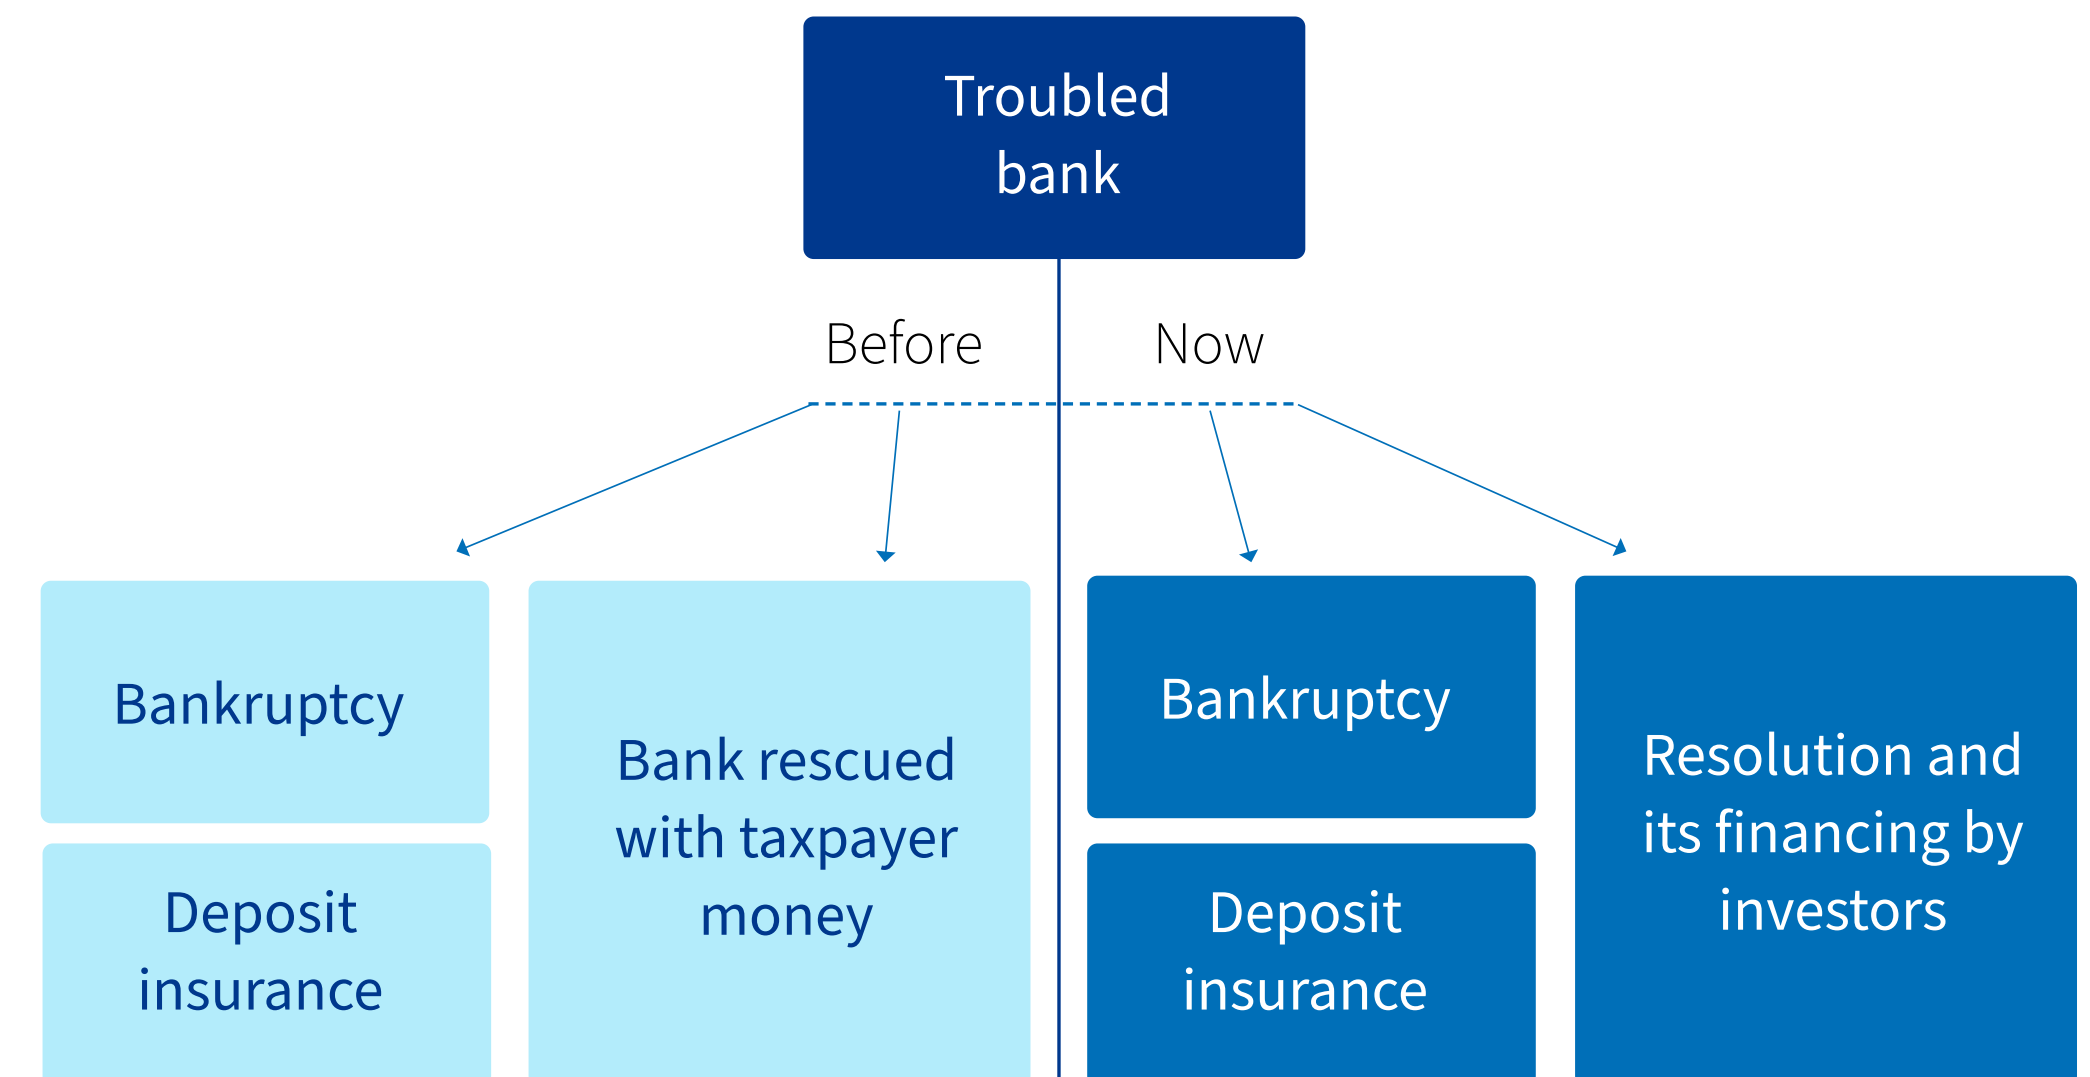 Troubled
bank
Before
Now
Bankruptcy
Deposit
insurance
Bank rescued
with taxpayer
money
Bankruptcy
Deposit
insurance
Resolution and
its financing by
investors